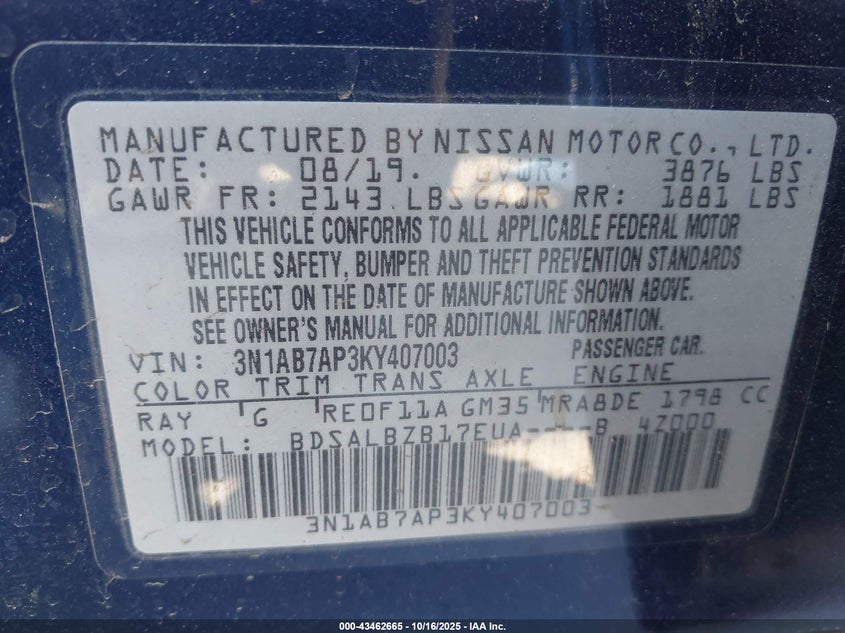 MANUFACTURED BY NISSAN MOTOR CO., LTD.
DATE: 08/19. GVWR: 3876 LBS
GAWR FR: 2143 LBS GAWR RR: 1881 LBS
THIS VEHICLE CONFORMS TO ALL APPLICABLE FEDERAL MOTOR
VEHICLE SAFETY, BUMPER AND THEFT PREVENTION STANDARDS
IN EFFECT ON THE DATE OF MANUFACTURE SHOWN ABOVE.
SEE OWNER'S MANUAL FOR ADDITIONAL INFORMATION.
VIN: 3N1AB7AP3KY407003 PASSENGER CAR.
COLOR TRIM TRANS AXLE ENGINE
RAY G RE0F11A GM35 MRA8DE 1798 CC
MODEL: BDSALBZB17EUA----B 47000
3N1AB7AP3KY407003
000-43462665 - 10/16/2025 - IAA Inc.